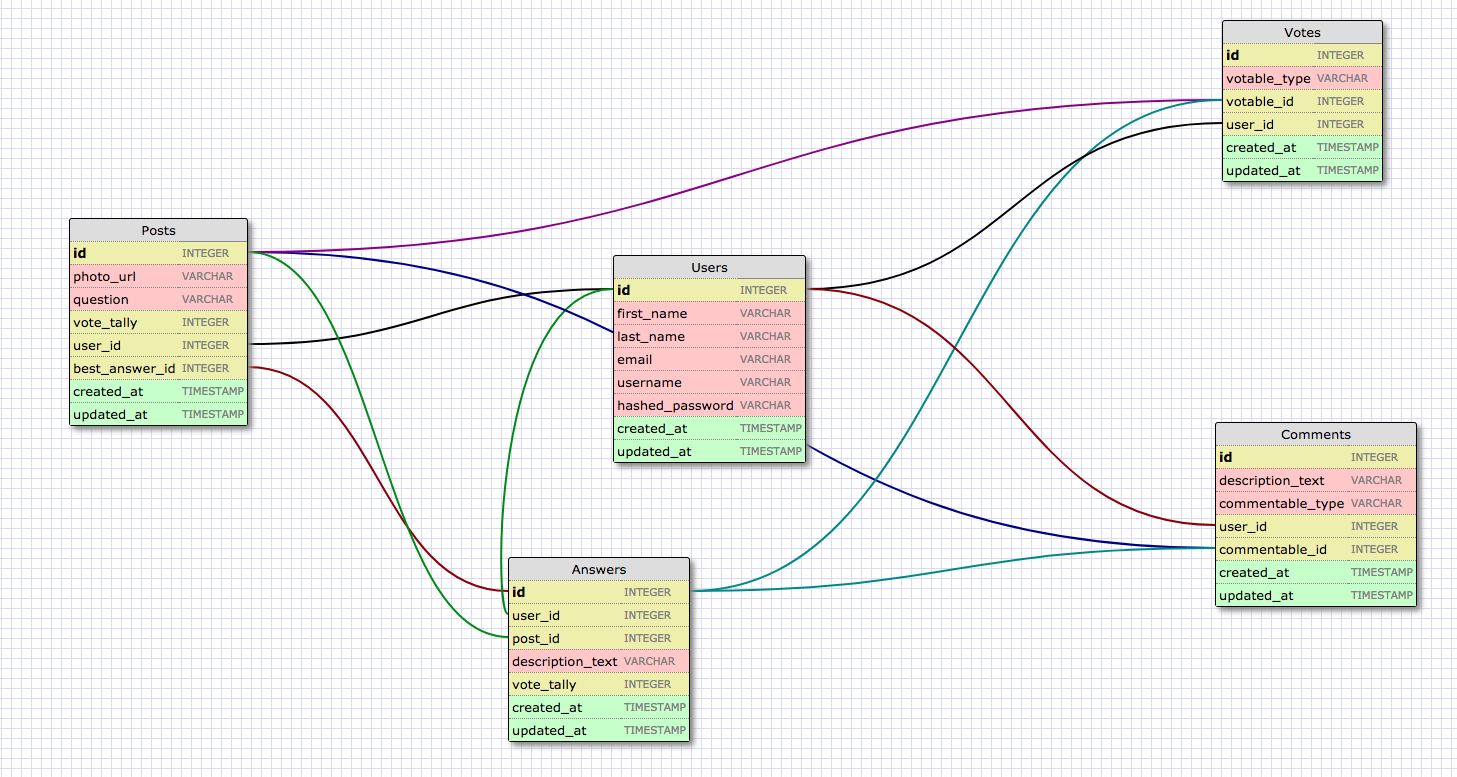 Votes
id INTEGER
votable_type VARCHAR
votable_id INTEGER
user_id INTEGER
created_at TIMESTAMP
updated_at TIMESTAMP
Posts
id INTEGER
photo_url VARCHAR
question VARCHAR
vote_tally INTEGER
user_id INTEGER
best_answer_id INTEGER
created_at TIMESTAMP
updated_at TIMESTAMP
Users
id INTEGER
first_name VARCHAR
last_name VARCHAR
email VARCHAR
username VARCHAR
hashed_password VARCHAR
created_at TIMESTAMP
updated_at TIMESTAMP
Comments
id INTEGER
description_text VARCHAR
commentable_type VARCHAR
user_id INTEGER
commentable_id INTEGER
created_at TIMESTAMP
updated_at TIMESTAMP
Answers
id INTEGER
user_id INTEGER
post_id INTEGER
description_text VARCHAR
vote_tally INTEGER
created_at TIMESTAMP
updated_at TIMESTAMP